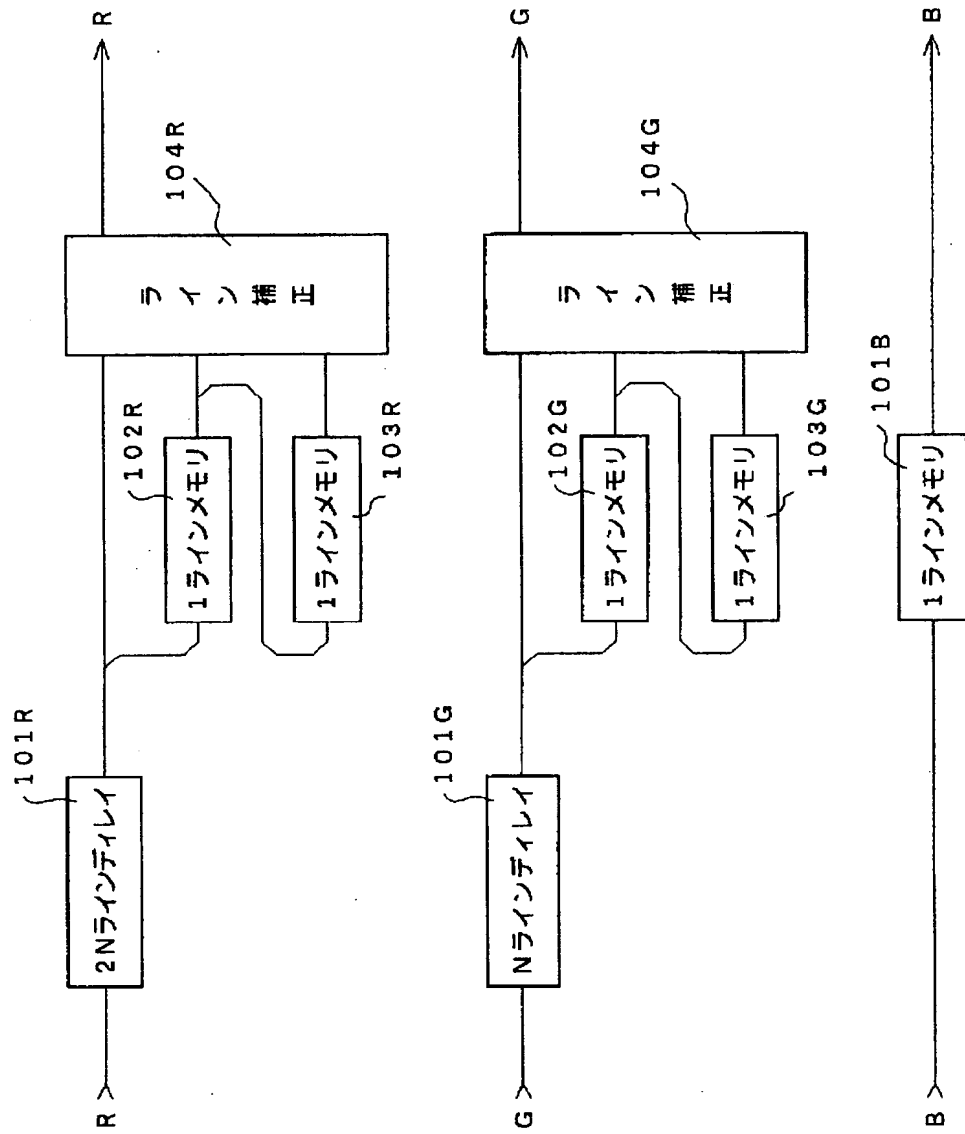 R
2Nラインディレイ
101R
1ラインメモリ
102R
1ラインメモリ
103R
ライン補正
104R
R
G
Nラインディレイ
101G
1ラインメモリ
102G
1ラインメモリ
103G
ライン補正
104G
G
B
1ラインメモリ
101B
B